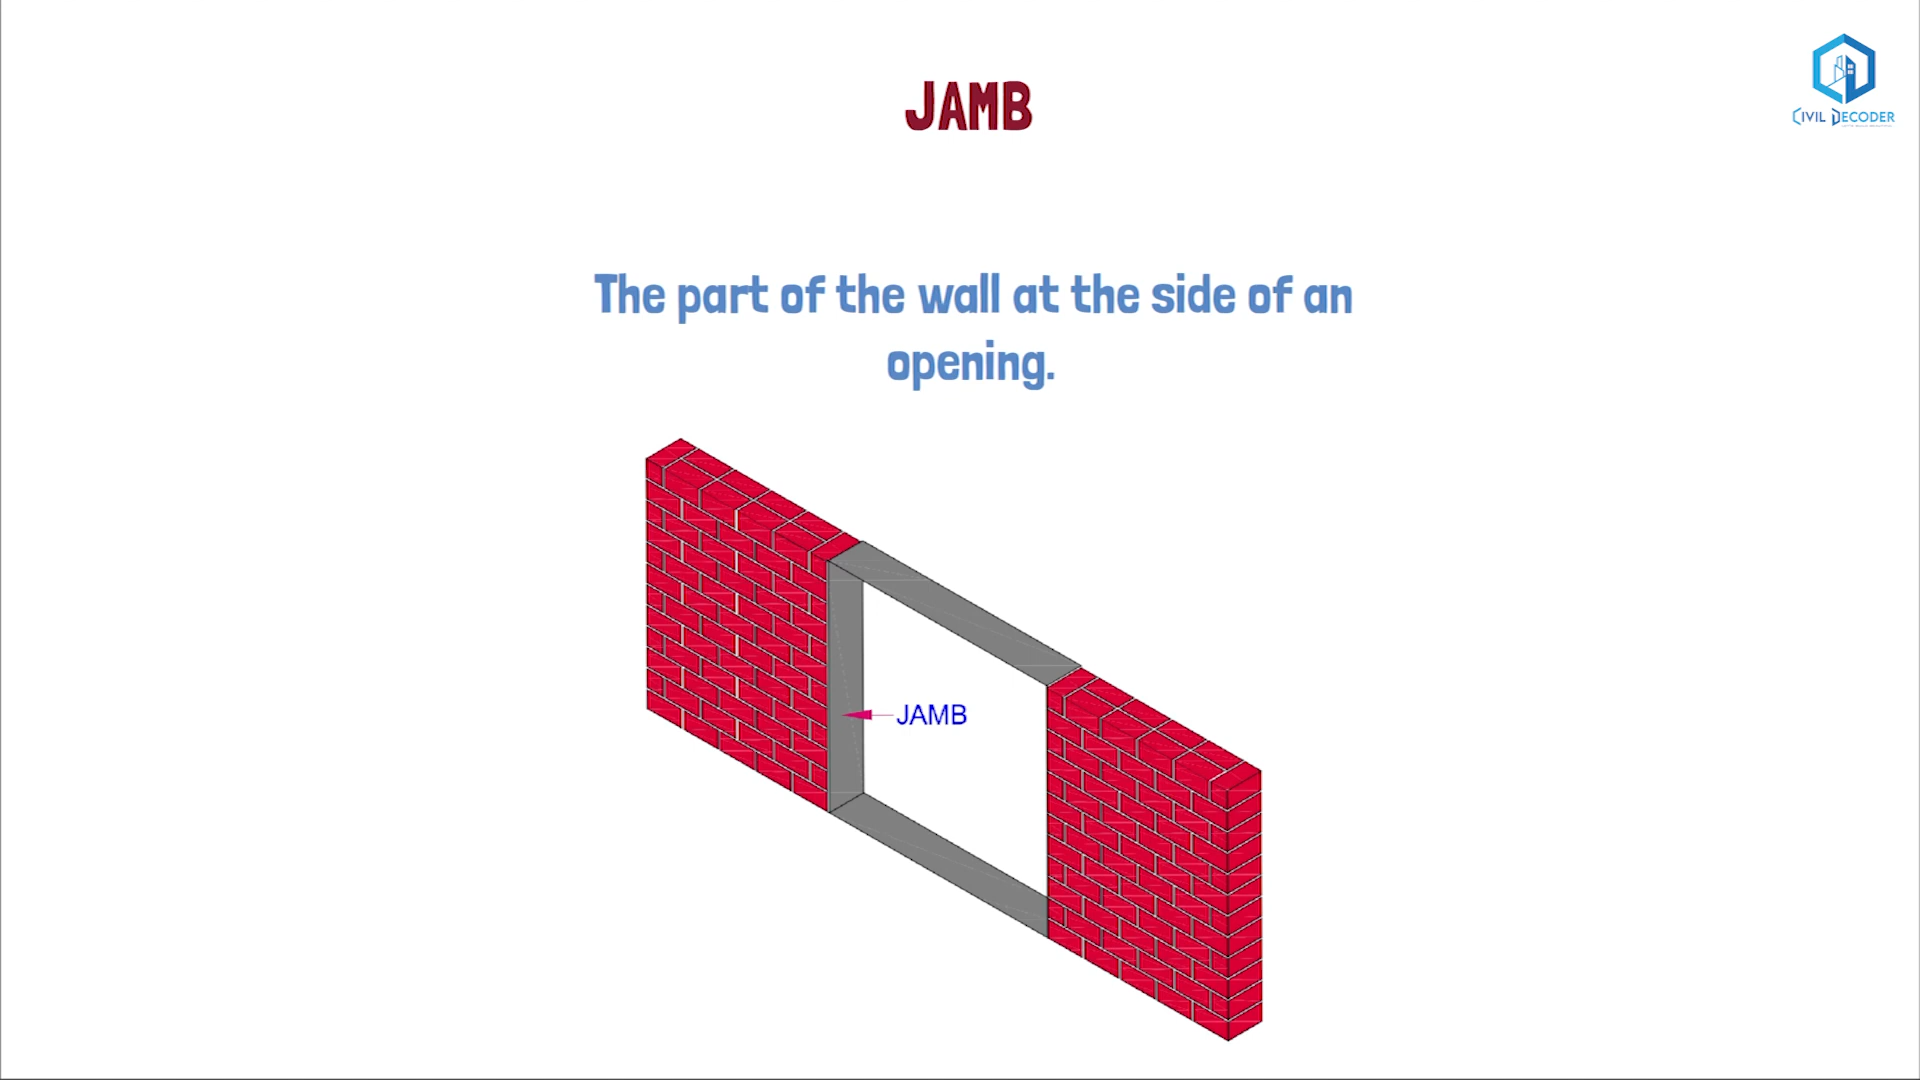 JAMB
CIVIL DECODER
The part of the wall at the side of an
opening.
JAMB